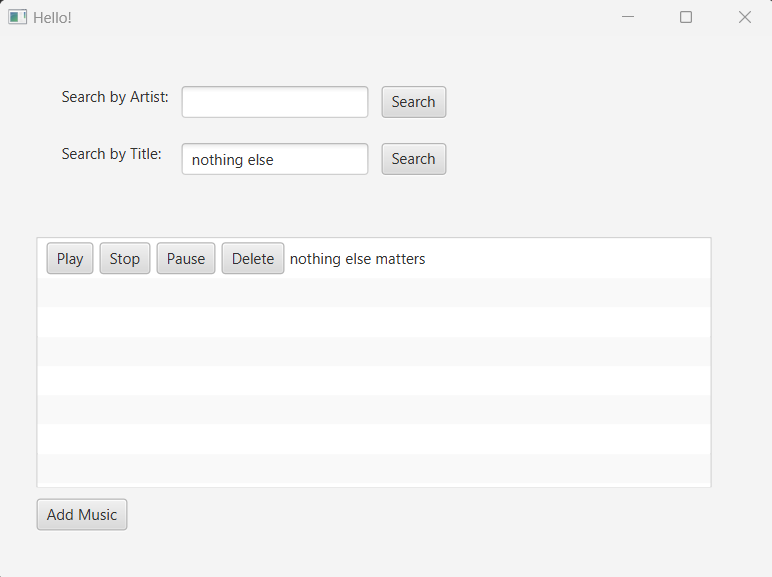 Hello!
Search by Artist: Search
Search by Title: nothing else Search
Play Stop Pause Delete nothing else matters
Add Music